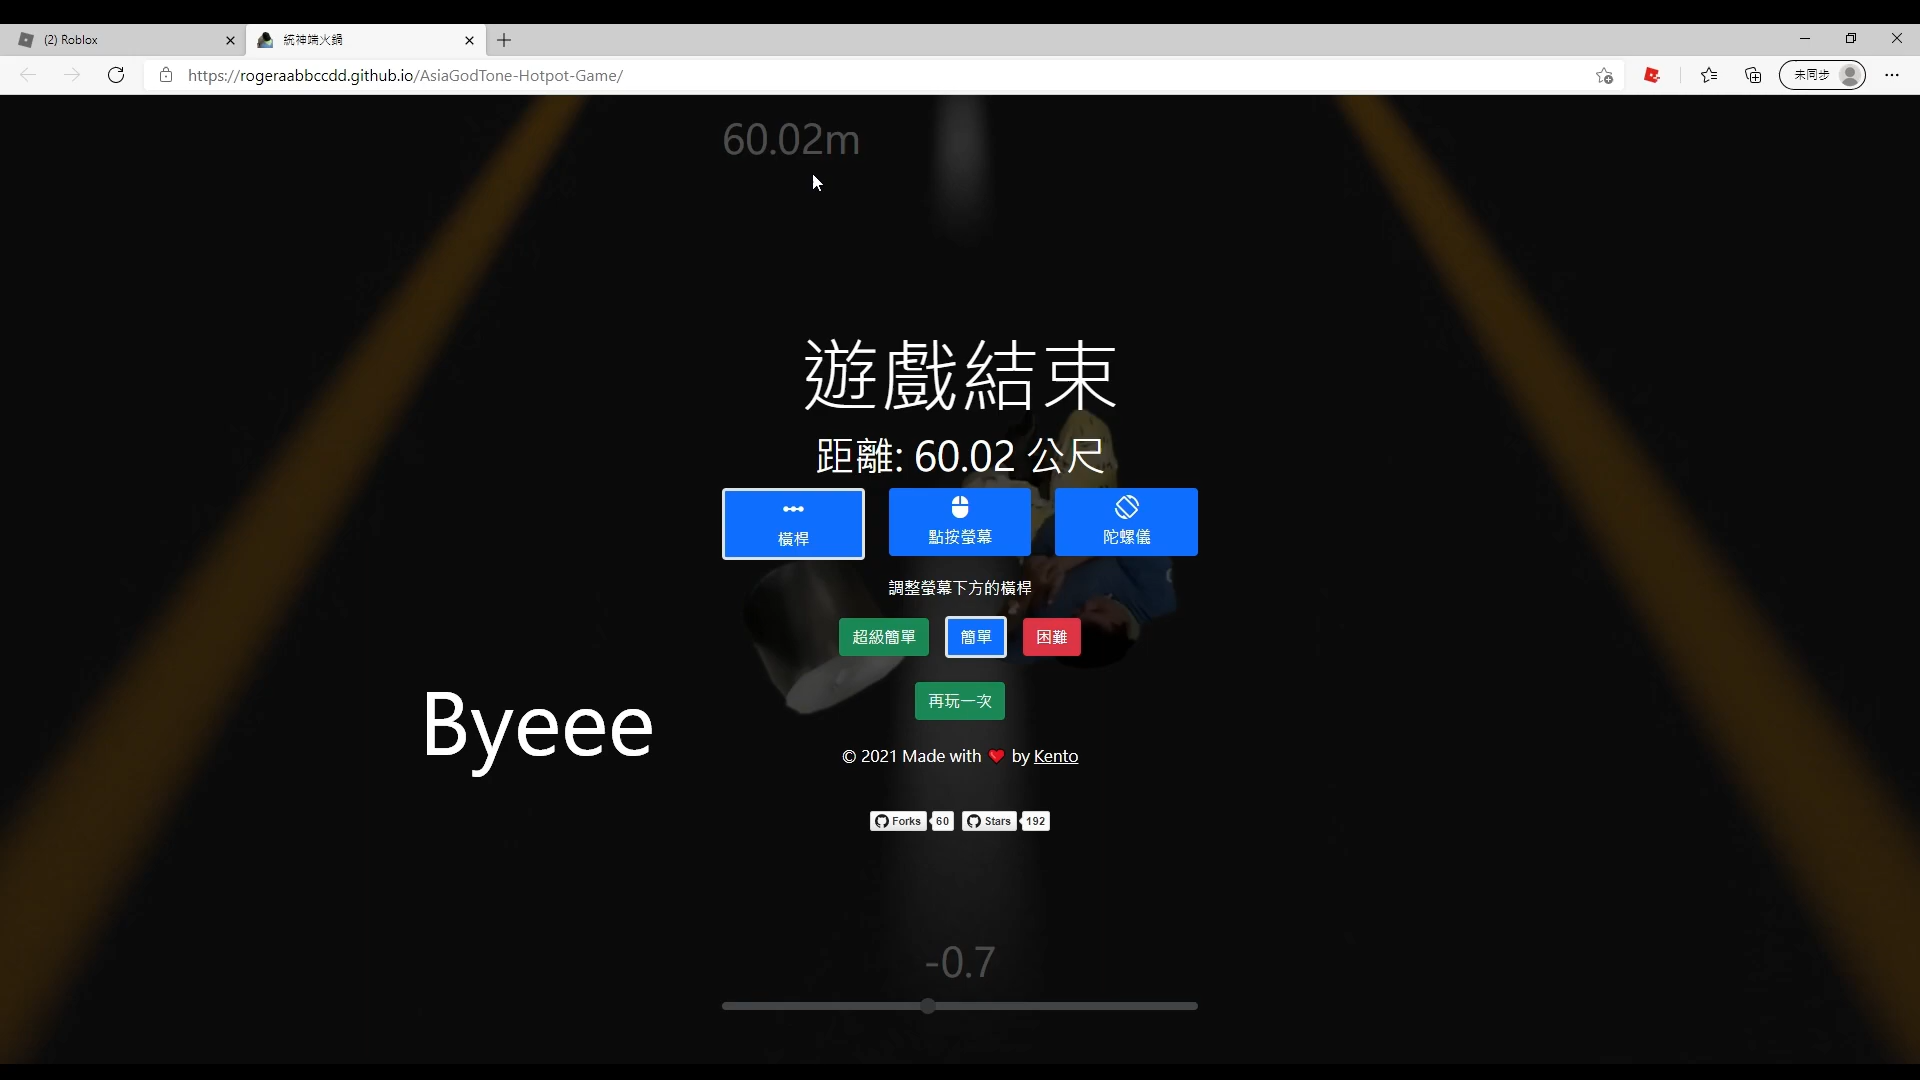 (2) Roblox
統神端火鍋
https://rogeraabbccdd.github.io/AsiaGodTone-Hotpot-Game/
未同步
60.02m
遊戲結束
距離: 60.02 公尺
橫桿
點按螢幕
陀螺儀
調整螢幕下方的橫桿
超級簡單
簡單
困難
再玩一次
Byeee
© 2021 Made with ❤ by Kento
Forks 60 Stars 192
-0.7